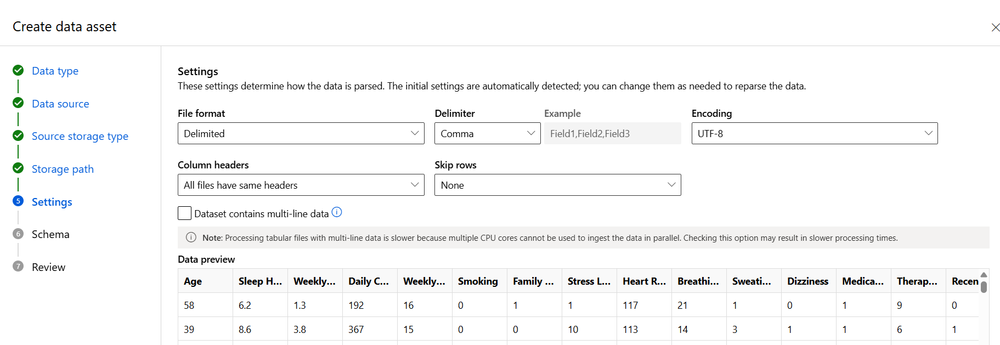 Create data asset
Data type
Data source
Source storage type
Storage path
5 Settings
6 Schema
7 Review
Settings
These settings determine how the data is parsed. The initial settings are automatically detected; you can change them as needed to reparse the data.
File format Delimiter Example Encoding
Delimited Comma Field1,Field2,Field3 UTF-8
Column headers Skip rows
All files have same headers None
Dataset contains multi-line data
Note: Processing tabular files with multi-line data is slower because multiple CPU cores cannot be used to ingest the data in parallel. Checking this option may result in slower processing times.
Data preview
Age Sleep H... Weekly... Daily C... Weekly... Smoking Family ... Stress L... Heart R... Breathi... Sweati... Dizziness Medica... Therap... Recen
58 6.2 1.3 192 16 0 1 1 117 21 1 0 1 9 0
39 8.6 3.8 367 15 0 0 10 113 14 3 1 1 6 1